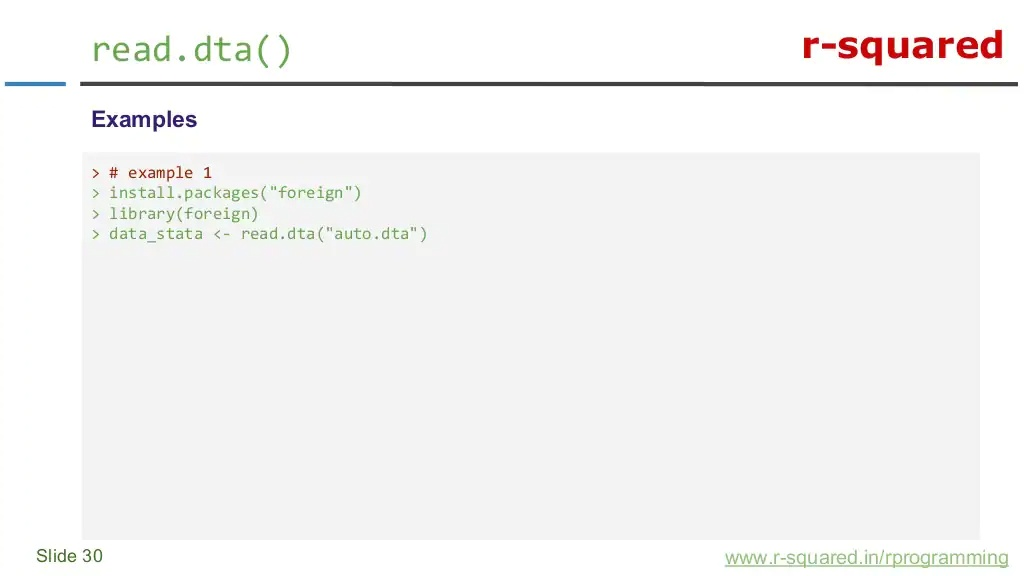 read.dta()
r-squared
Examples
> # example 1
> install.packages("foreign")
> library(foreign)
> data_stata <- read.dta("auto.dta")
Slide 30
www.r-squared.in/rprogramming